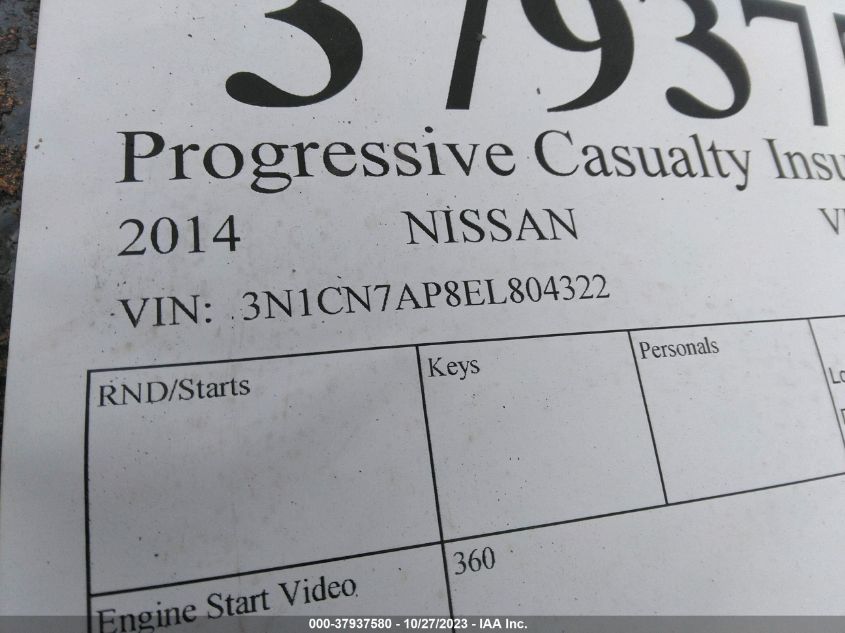 37937
Progressive Casualty
2014 NISSAN
VIN: 3N1CN7AP8EL804322
RND/Starts Keys Personals
Engine Start Video 360
000-37937580 - 10/27/2023 - IAA Inc.